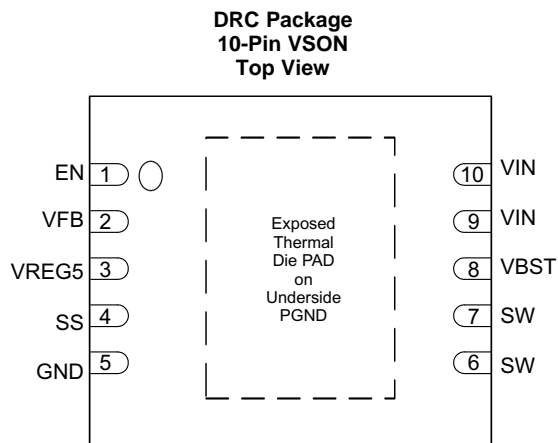 DRC Package
10-Pin VSON
Top View
EN 1
10 VIN
VFB 2
9 VIN
VREG5 3
8 VBST
SS 4
7 SW
GND 5
6 SW
Exposed
Thermal
Die PAD
on
Underside
PGND